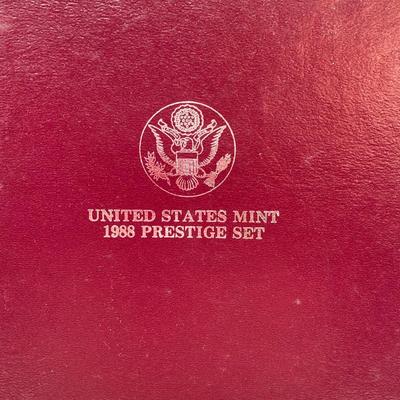 UNITED STATES MINT
1988 PRESTIGE SET